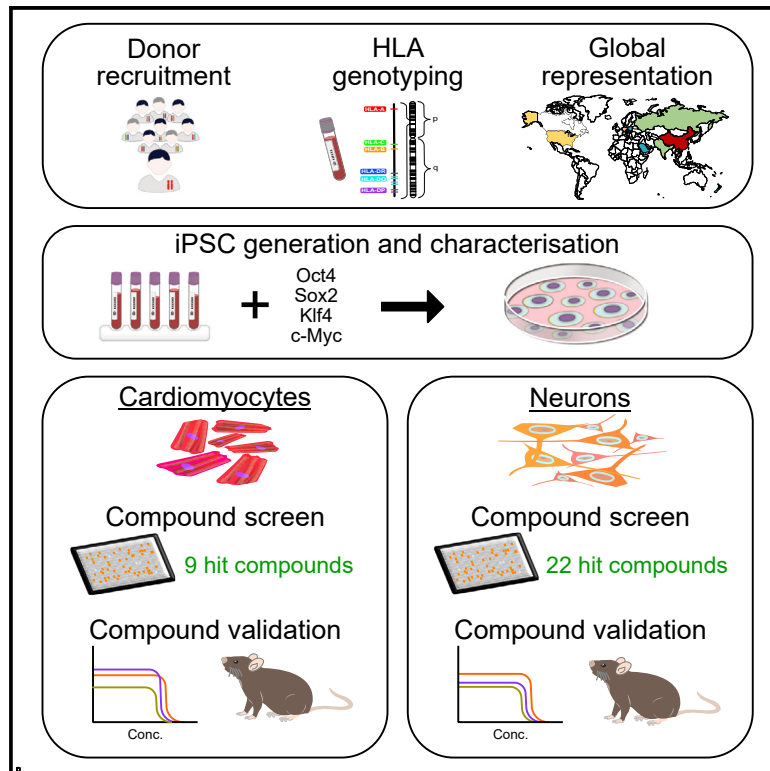 Donor
recruitment
HLA
genotyping
Global
representation
HLA-A
HLA-C
HLA-B
HLA-DR
HLA-DQ
HLA-DP
p
q
iPSC generation and characterisation
+
Oct4
Sox2
Klf4
c-Myc
Cardiomyocytes
Compound screen
9 hit compounds
Compound validation
Conc.
Neurons
Compound screen
22 hit compounds
Compound validation
Conc.